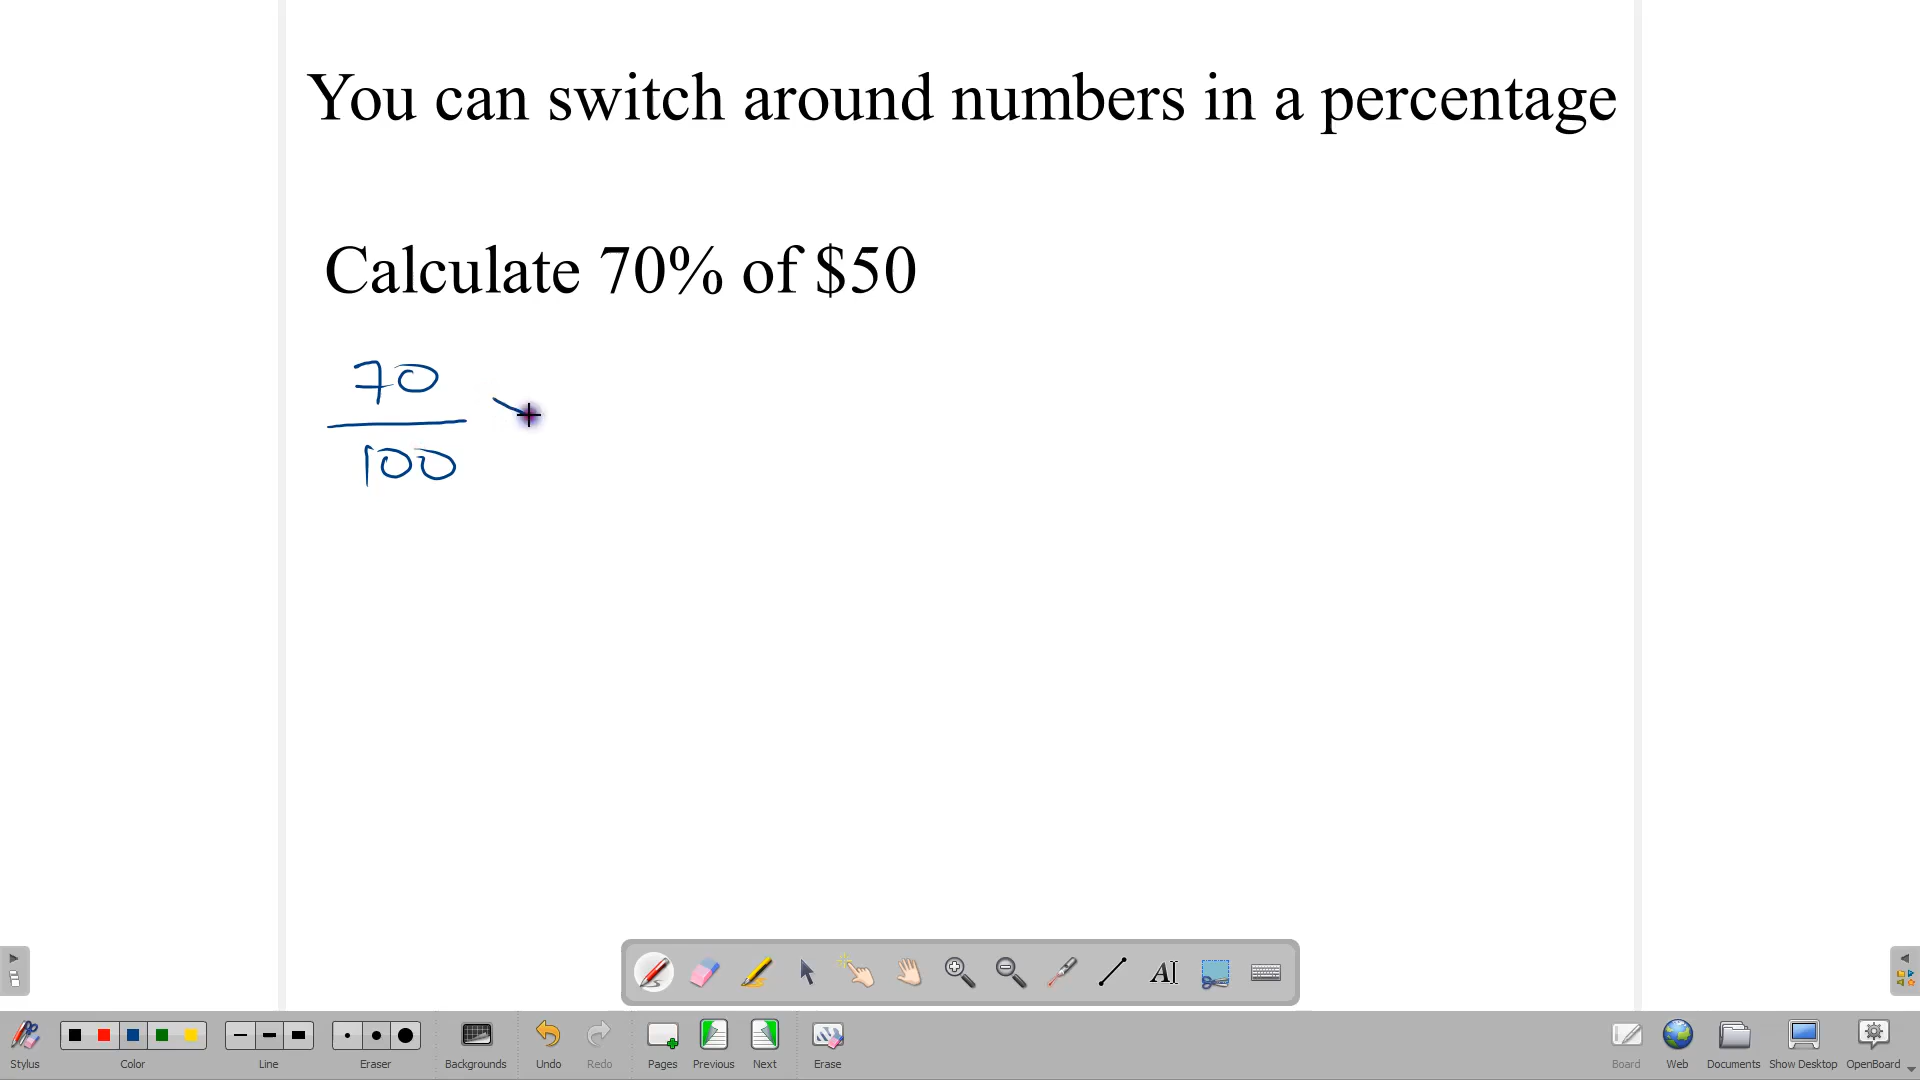 You can switch around numbers in a percentage
Calculate 70% of $50
70
100
Stylus
Color
Line
Eraser
Backgrounds
Undo
Redo
Pages
Previous
Next
Erase
Board
Web
Documents
Show Desktop
OpenBoard